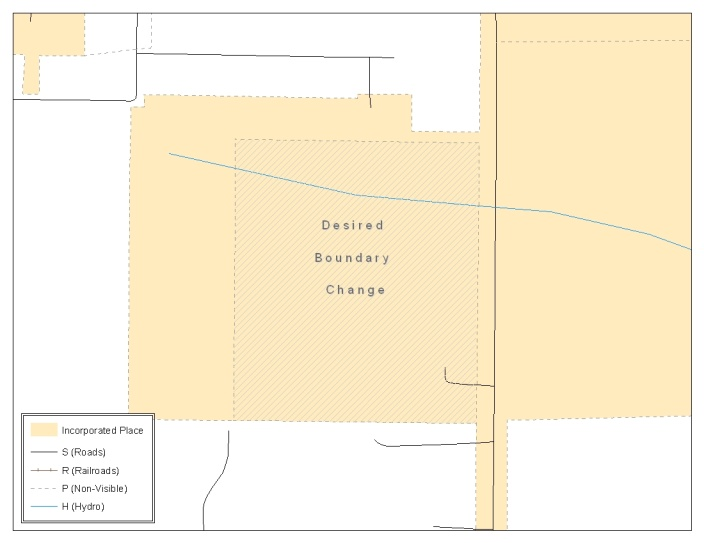 Desired
Boundary
Change
Incorporated Place
S (Roads)
R (Railroads)
P (Non-Visible)
H (Hydro)